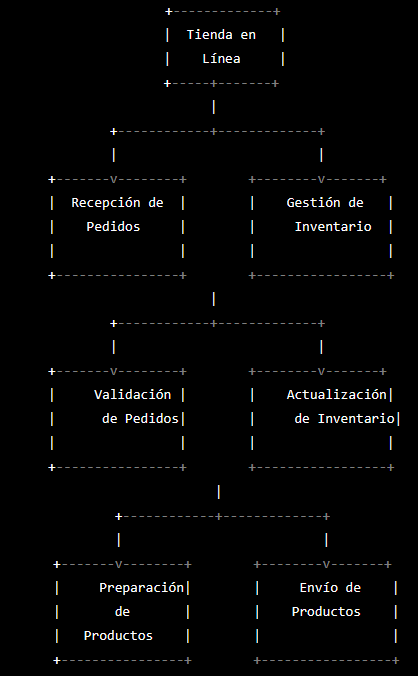 Tienda en
Línea
Recepción de
Pedidos
Gestión de
Inventario
Validación
de Pedidos
Actualización
de Inventario
Preparación
de
Productos
Envío de
Productos